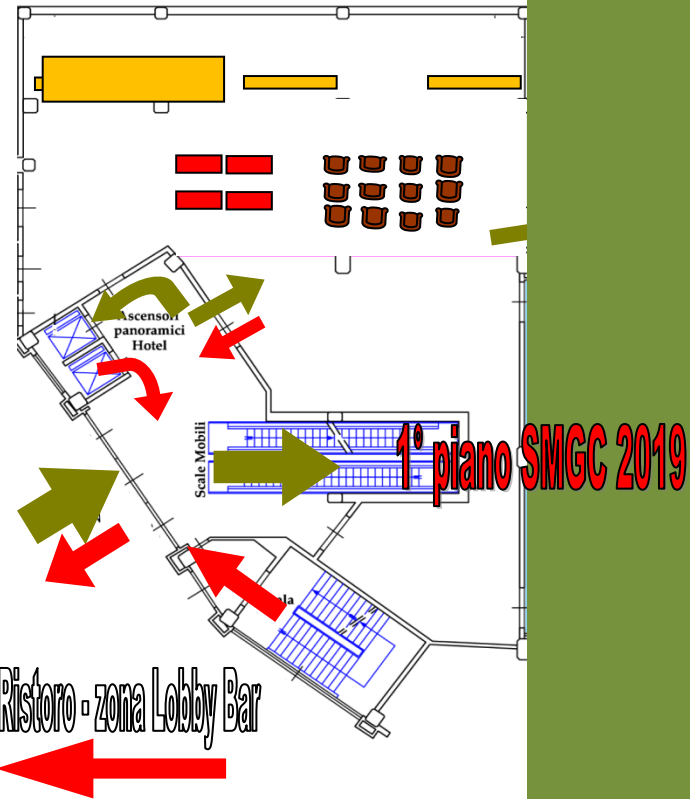 Ascensori
panoramici
Hotel
Scale Mobili
1° piano SMGC 2019
Ristoro - zona Lobby Bar